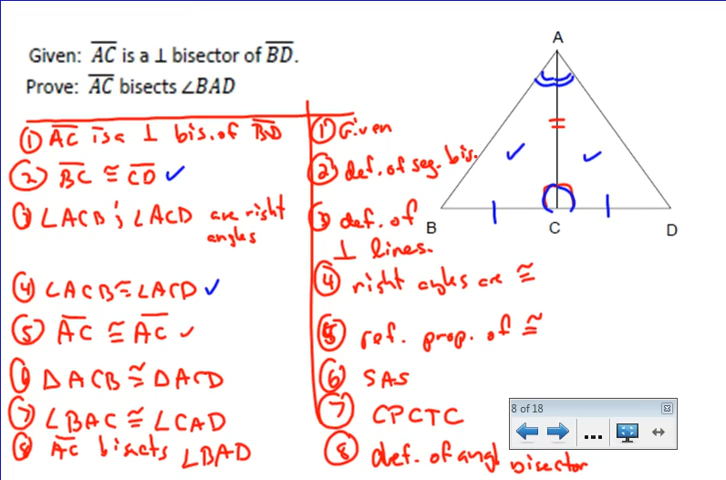 Given: AC is a ⊥ bisector of BD.
Prove: AC bisects ∠BAD
① AC is a ⊥ bis. of BD
① Given
② BC ≅ CD ✓
② def. of seg. bis.
③ ∠ACB ; ∠ACD are right
angles
③ def. of
⊥ lines.
④ ∠ACB ≅ ∠ACD ✓
④ right angles are ≅
⑤ AC ≅ AC ✓
⑤ ref. prop. of ≅
⑥ ΔACB ≅ ΔACD
⑥ SAS
⑦ ∠BAC ≅ ∠CAD
⑦ CPCTC
⑧ AC bisects ∠BAD
⑧ def. of angl bisector
A
B
C
D
8 of 18